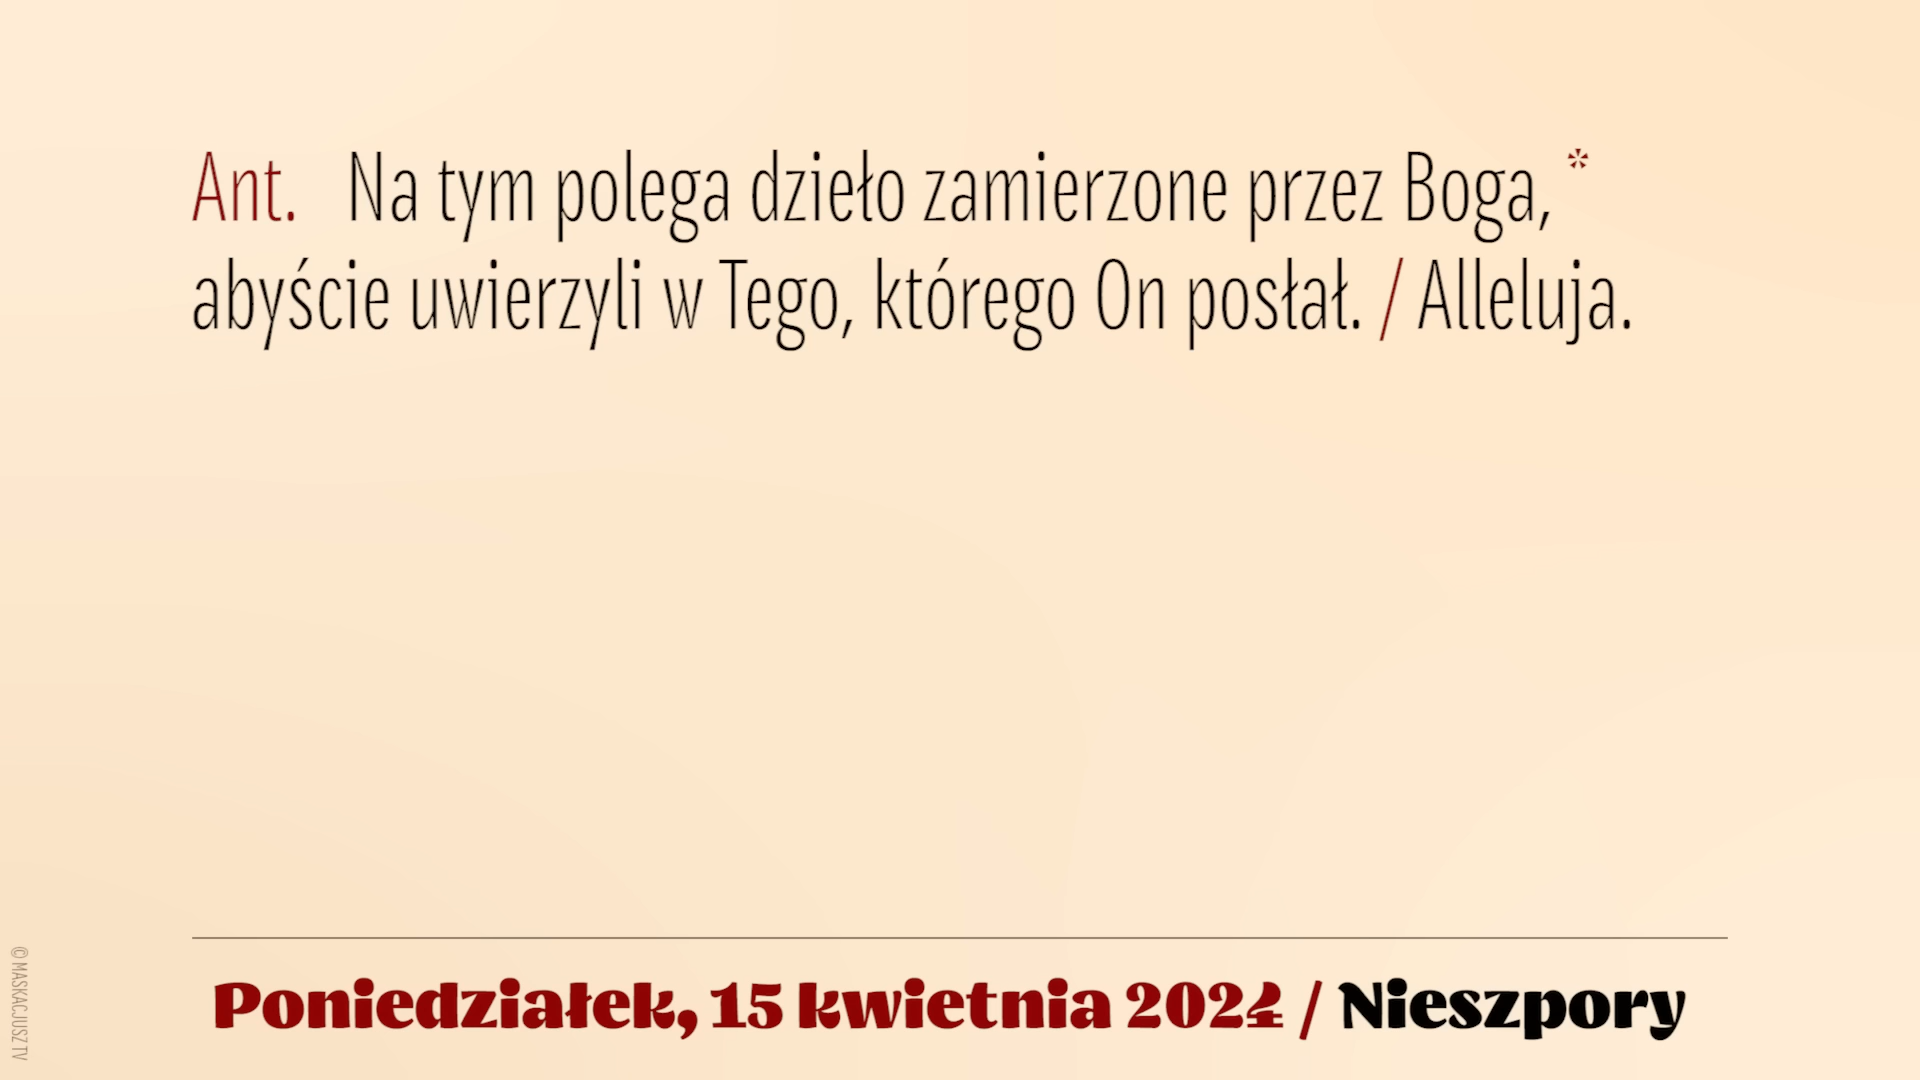 Ant. Na tym polega dzieło zamierzone przez Boga, *
abyście uwierzyli w Tego, którego On posłał. / Alleluja.
Poniedziałek, 15 kwietnia 2024 / Nieszpory
© MASKACJUSZ TV